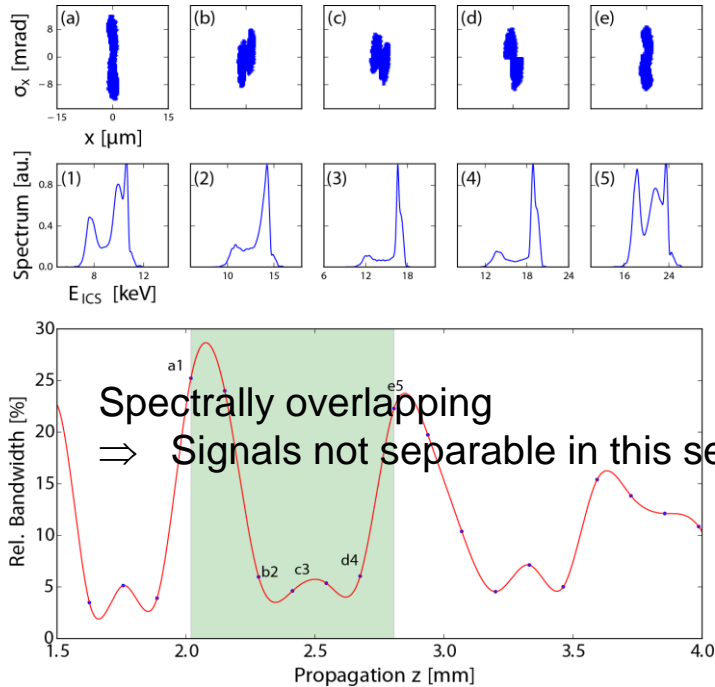 (a) (b) (c) (d) (e)
σx [mrad]
8
0
−8
−15 0 15
x [μm]
(1) (2) (3) (4) (5)
Spectrum [au.]
0.8
0.4
0.0
8 12 10 15 6 12 18 12 18 24 16 24
E ICS [keV]
30
25
20
15
10
5
0
Rel. Bandwidth [%]
a1
e5
Spectrally overlapping
⇒ Signals not separable in this se
b2 c3 d4
1.5 2.0 2.5 3.0 3.5 4.0
Propagation z [mm]